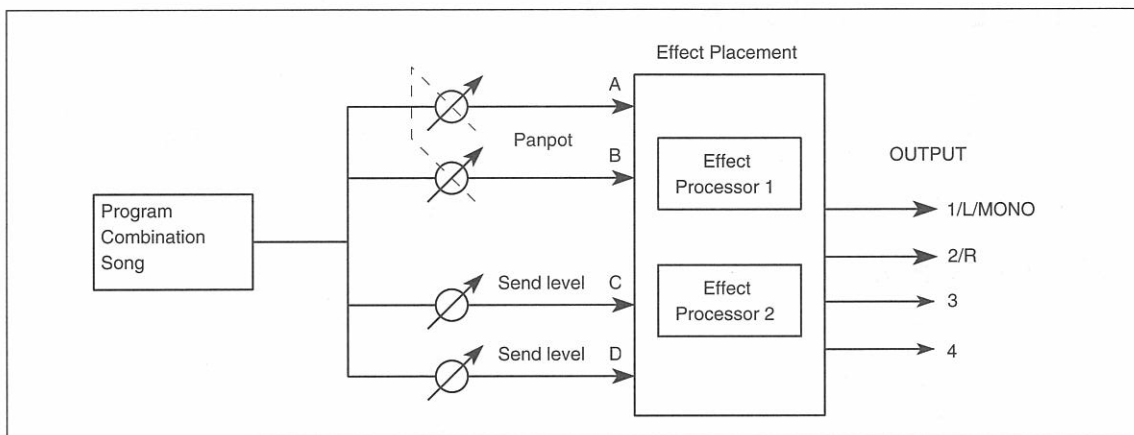 Effect Placement
A
Panpot
B
Effect
Processor 1
OUTPUT
1/L/MONO
Program
Combination
Song
2/R
Send level C
Effect
Processor 2
3
Send level D
4